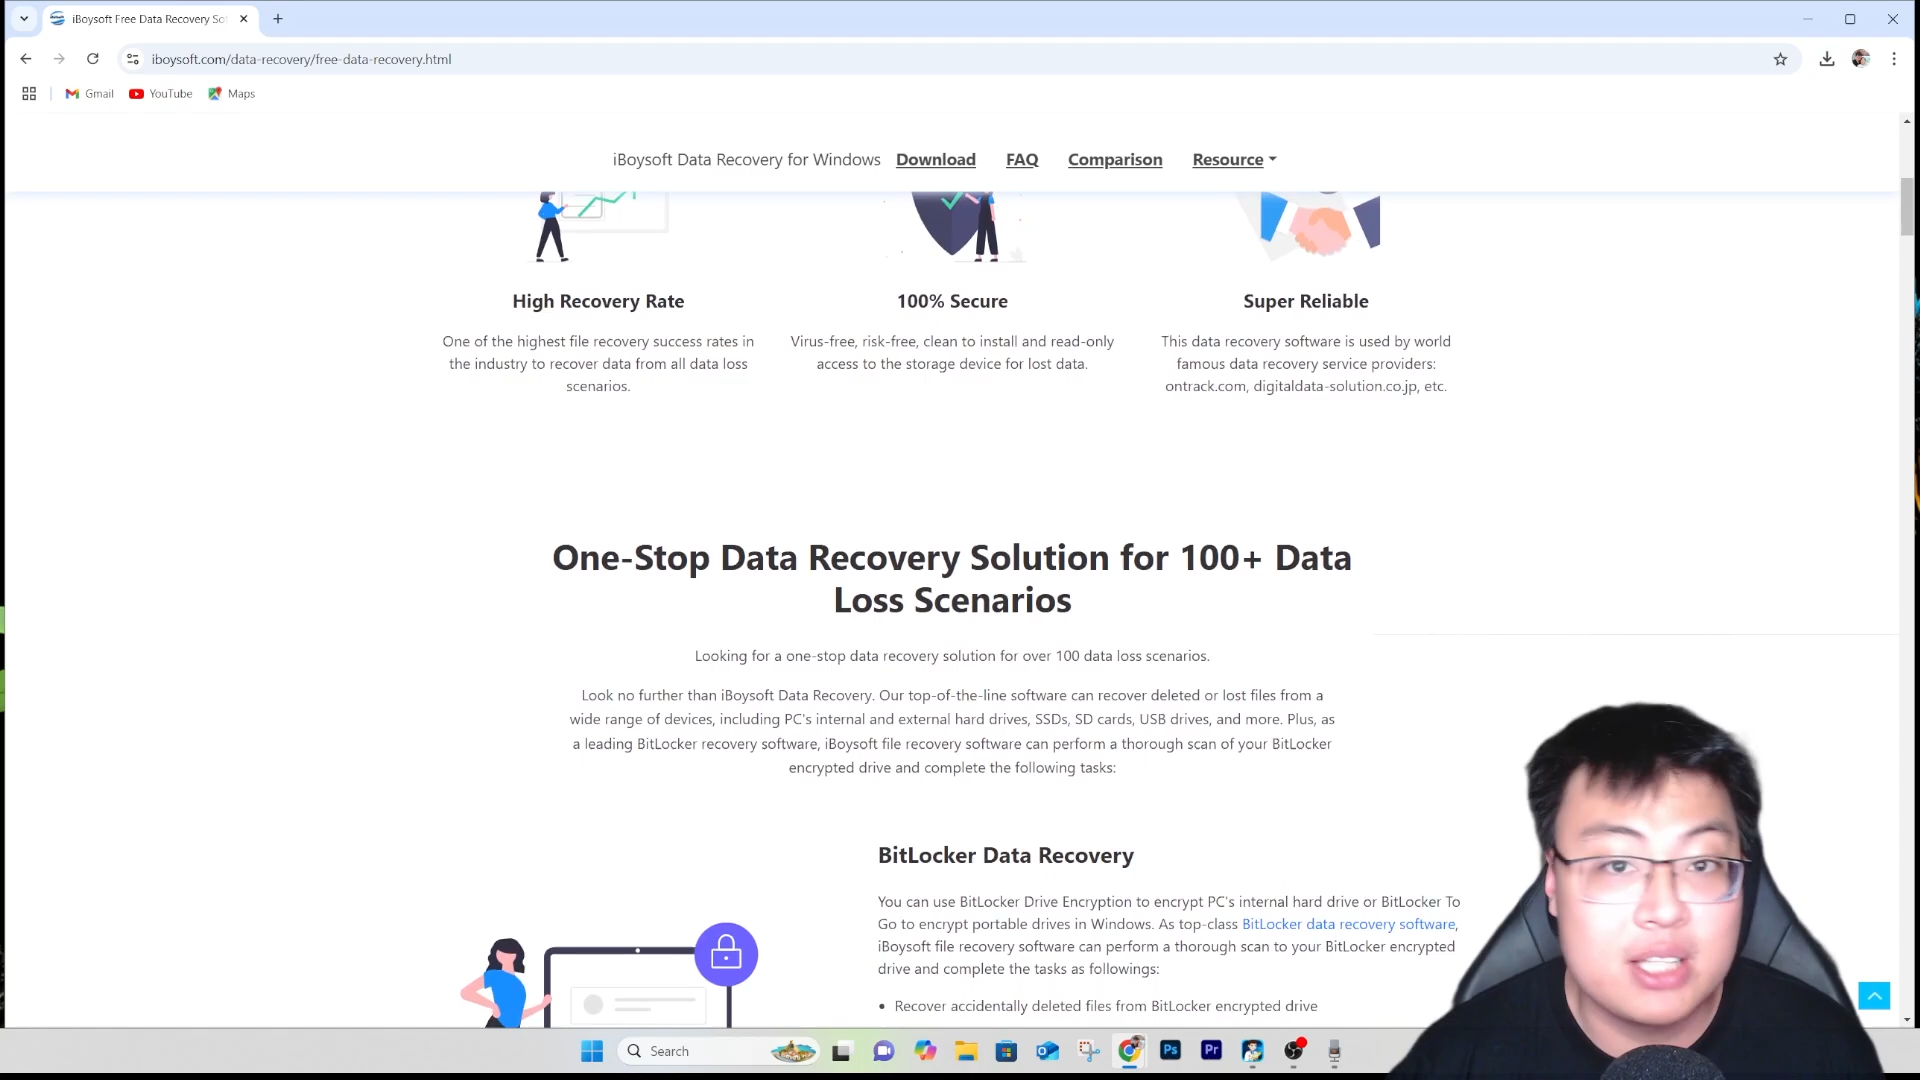 iBoysoft Free Data Recovery So
iboysoft.com/data-recovery/free-data-recovery.html
Gmail
YouTube
Maps
iBoysoft Data Recovery for Windows
Download
FAQ
Comparison
Resource
High Recovery Rate
One of the highest file recovery success rates in
the industry to recover data from all data loss
scenarios.
100% Secure
Virus-free, risk-free, clean to install and read-only
access to the storage device for lost data.
Super Reliable
This data recovery software is used by world
famous data recovery service providers:
ontrack.com, digitaldata-solution.co.jp, etc.
One-Stop Data Recovery Solution for 100+ Data
Loss Scenarios
Looking for a one-stop data recovery solution for over 100 data loss scenarios.
Look no further than iBoysoft Data Recovery. Our top-of-the-line software can recover deleted or lost files from a
wide range of devices, including PC's internal and external hard drives, SSDs, SD cards, USB drives, and more. Plus, as
a leading BitLocker recovery software, iBoysoft file recovery software can perform a thorough scan of your BitLocker
encrypted drive and complete the following tasks:
BitLocker Data Recovery
You can use BitLocker Drive Encryption to encrypt PC's internal hard drive or BitLocker To
Go to encrypt portable drives in Windows. As top-class BitLocker data recovery software,
iBoysoft file recovery software can perform a thorough scan to your BitLocker encrypted
drive and complete the tasks as followings:
• Recover accidentally deleted files from BitLocker encrypted drive
Search
Ps
Pr